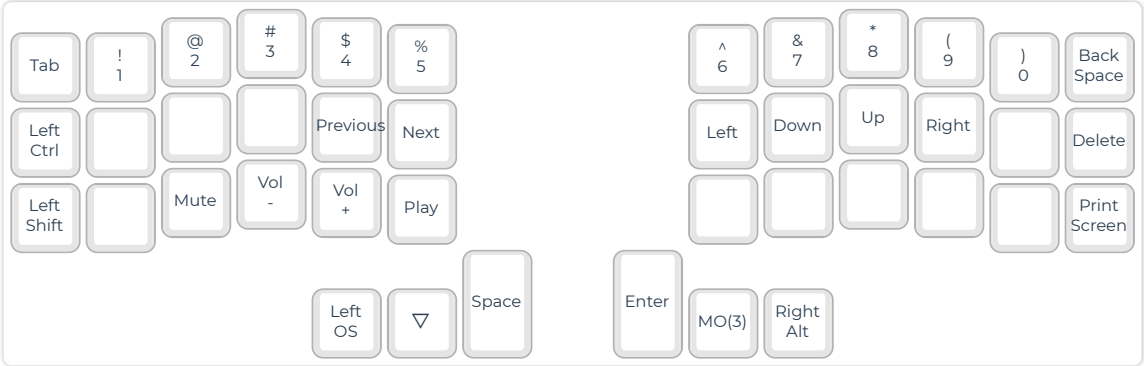 Tab
!
1
@
2
#
3
$
4
%
5
^
6
&
7
*
8
(
9
)
0
Back
Space
Left
Ctrl
Previous
Next
Left
Down
Up
Right
Delete
Left
Shift
Mute
Vol
-
Vol
+
Play
Print
Screen
Left
OS
▽
Space
Enter
MO(3)
Right
Alt